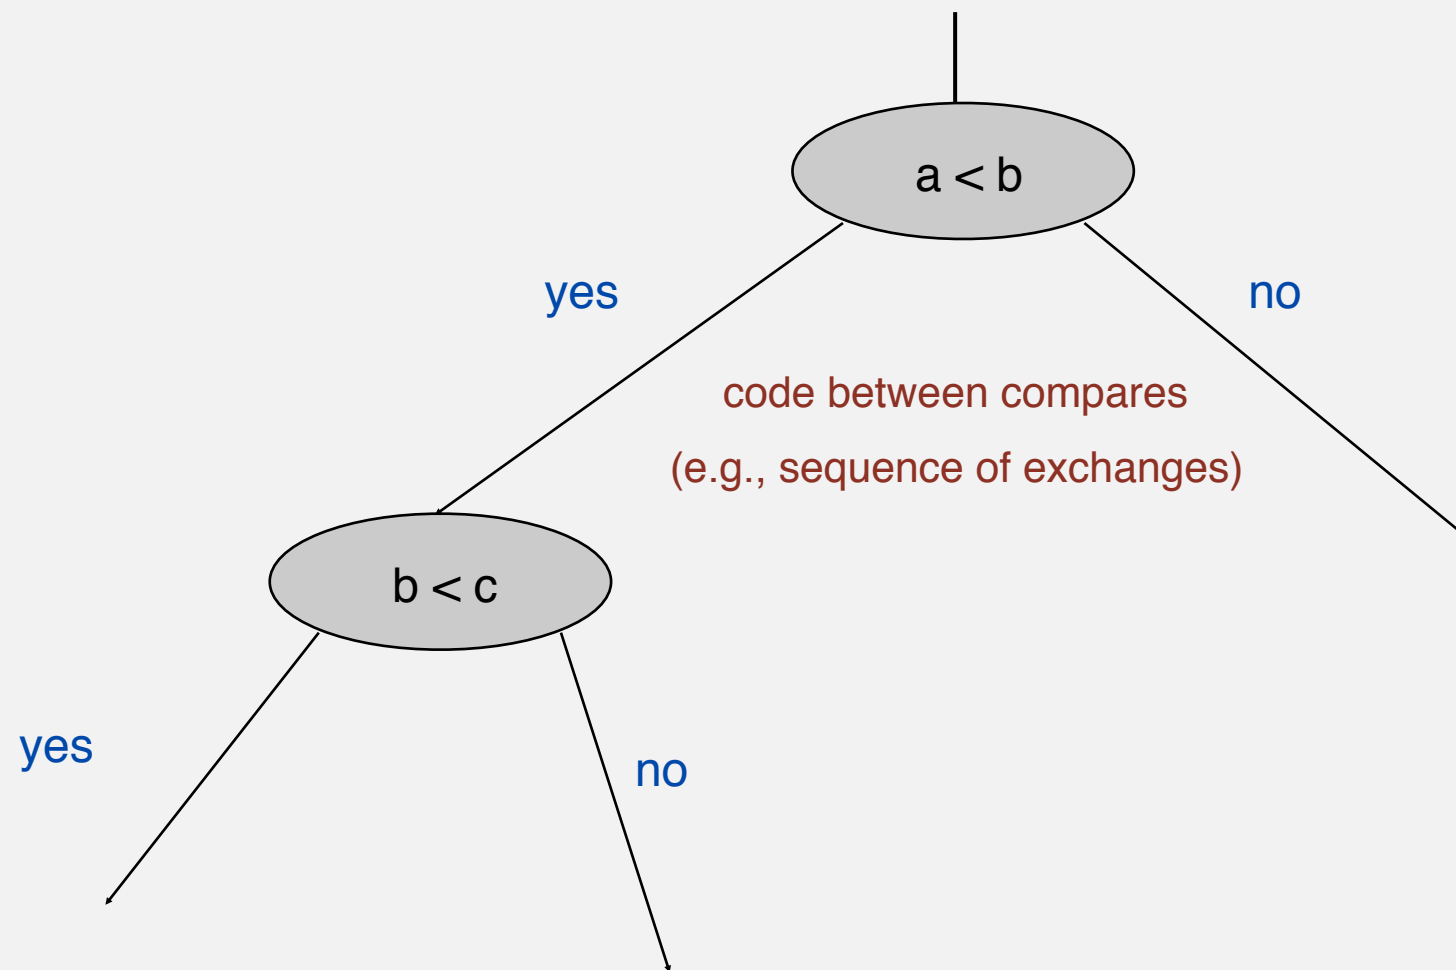 a < b
yes
no
code between compares
(e.g., sequence of exchanges)
b < c
yes
no